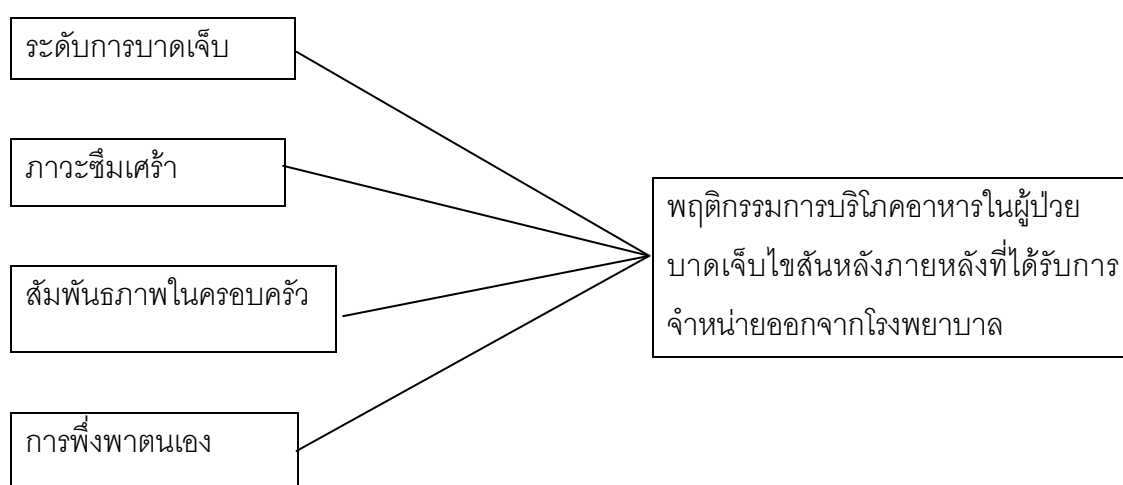 ระดับการบาดเจ็บ
ภาวะซึมเศร้า
สัมพันธภาพในครอบครัว
การพึ่งพาตนเอง
พฤติกรรมการบริโภคอาหารในผู้ป่วย
บาดเจ็บไขสันหลังภายหลังที่ได้รับการ
จำหน่ายออกจากโรงพยาบาล